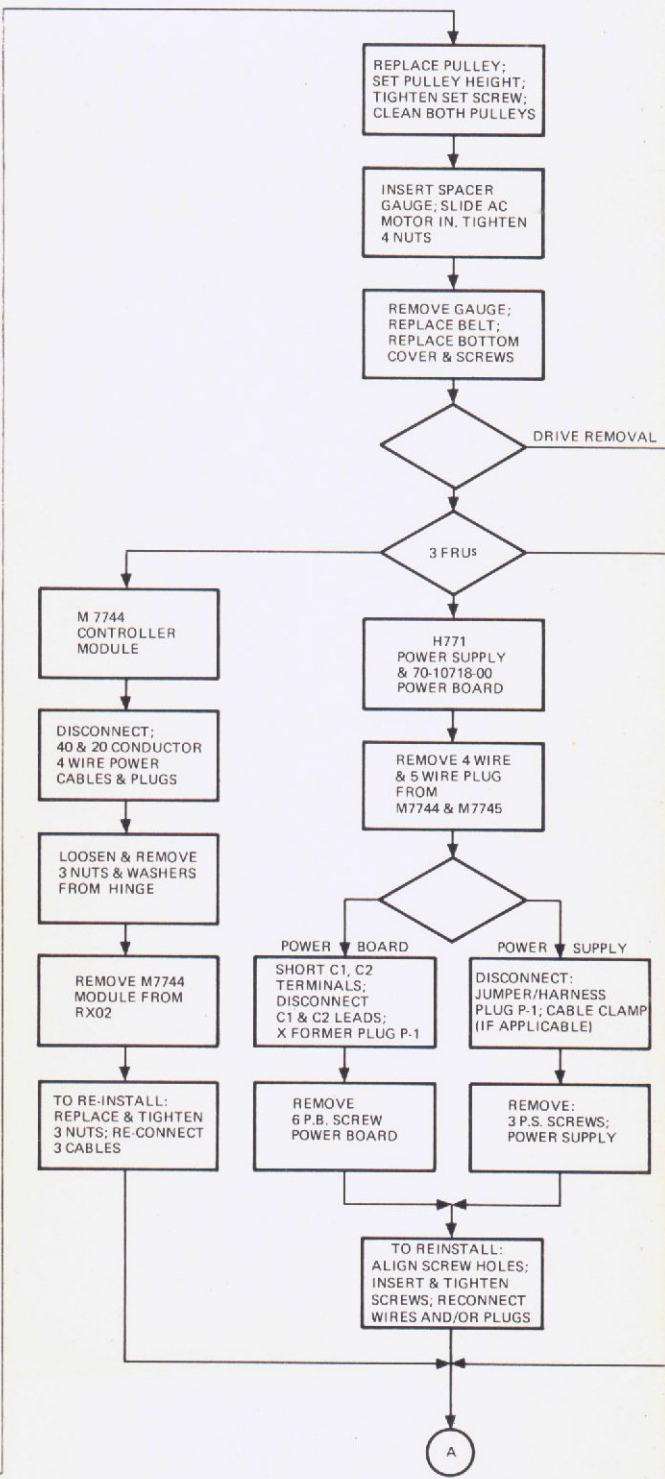 REPLACE PULLEY;
SET PULLEY HEIGHT;
TIGHTEN SET SCREW;
CLEAN BOTH PULLEYS
INSERT SPACER
GAUGE; SLIDE AC
MOTOR IN. TIGHTEN
4 NUTS
REMOVE GAUGE;
REPLACE BELT;
REPLACE BOTTOM
COVER & SCREWS
DRIVE REMOVAL
3 FRUs
M 7744
CONTROLLER
MODULE
DISCONNECT;
40 & 20 CONDUCTOR
4 WIRE POWER
CABLES & PLUGS
LOOSEN & REMOVE
3 NUTS & WASHERS
FROM HINGE
REMOVE M7744
MODULE FROM
RX02
TO RE-INSTALL:
REPLACE & TIGHTEN
3 NUTS; RE-CONNECT
3 CABLES
H771
POWER SUPPLY
& 70-10718-00
POWER BOARD
REMOVE 4 WIRE
& 5 WIRE PLUG
FROM
M7744 & M7745
POWER BOARD
SHORT C1, C2
TERMINALS;
DISCONNECT
C1 & C2 LEADS;
X FORMER PLUG P-1
REMOVE
6 P.B. SCREW
POWER BOARD
POWER SUPPLY
DISCONNECT:
JUMPER/HARNESS
PLUG P-1; CABLE CLAMP
(IF APPLICABLE)
REMOVE:
3 P.S. SCREWS;
POWER SUPPLY
TO REINSTALL:
ALIGN SCREW HOLES;
INSERT & TIGHTEN
SCREWS; RECONNECT
WIRES AND/OR PLUGS
A